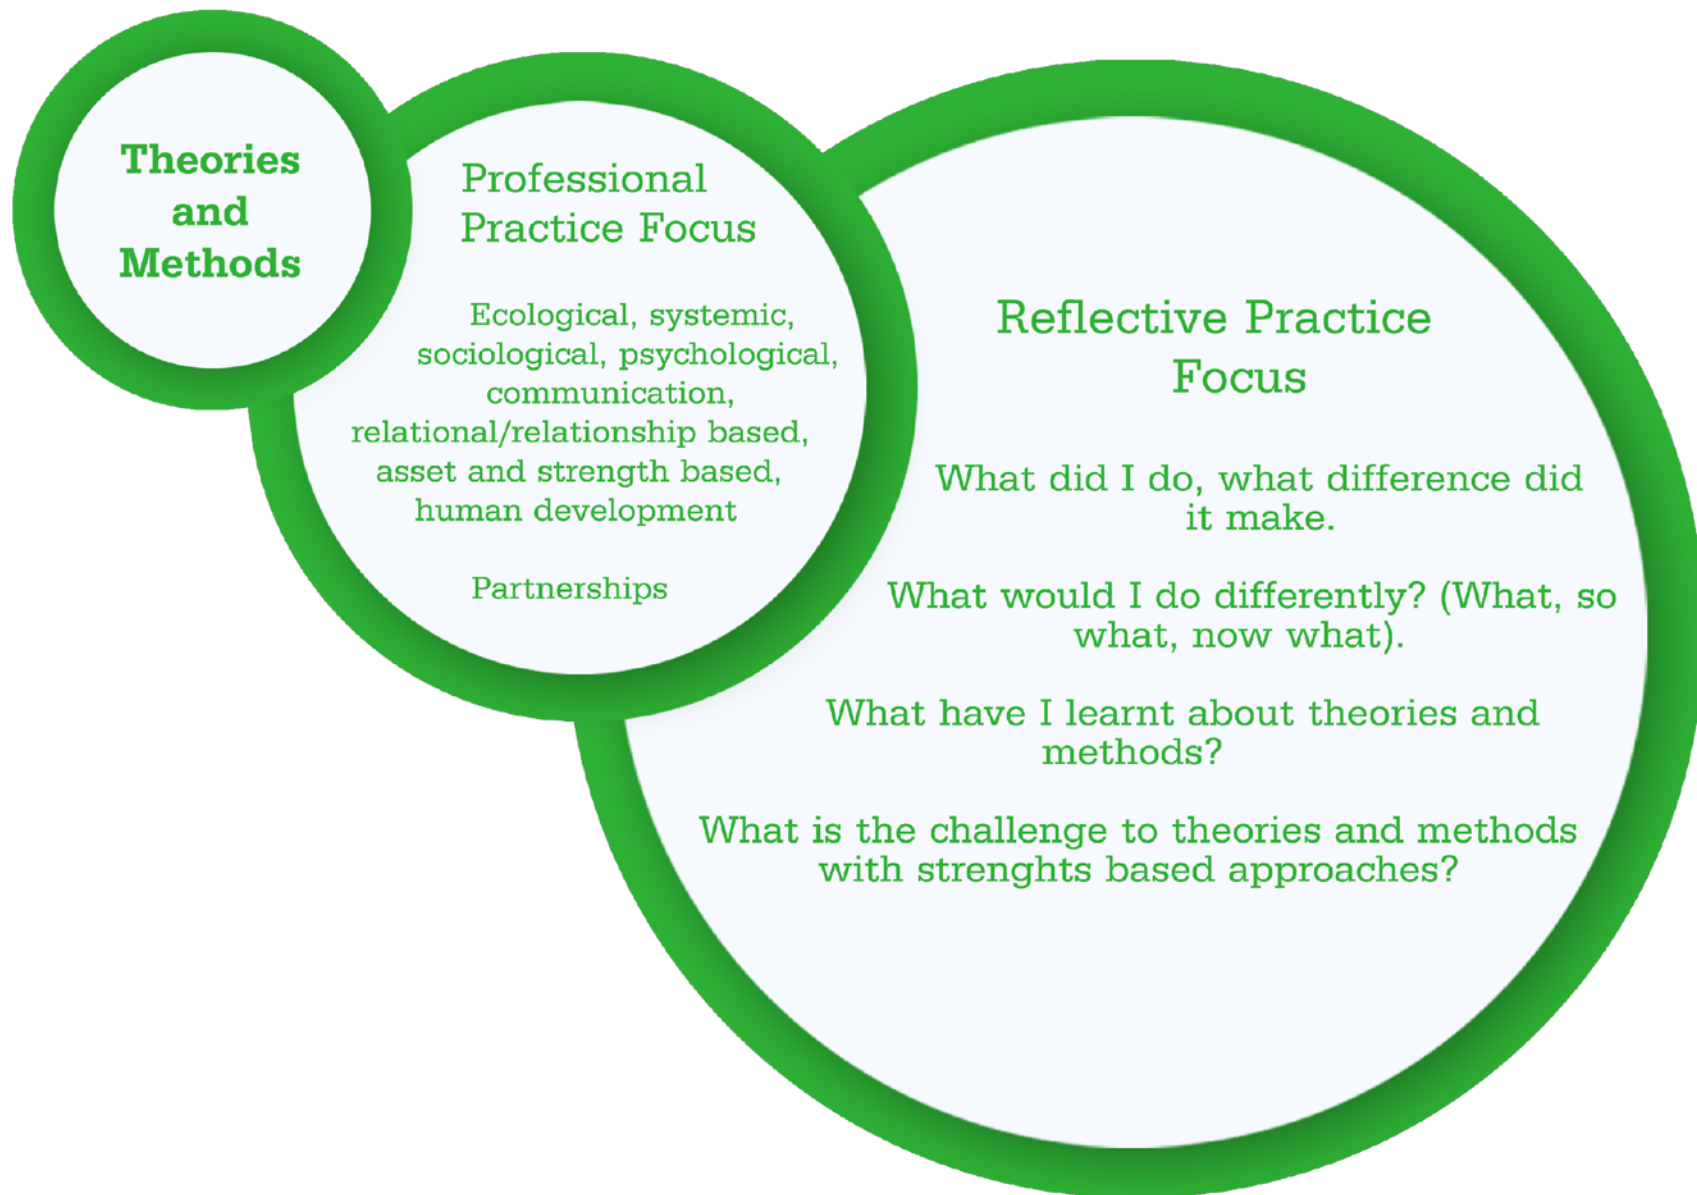 Theories
and
Methods
Professional
Practice Focus
Ecological, systemic,
sociological, psychological,
communication,
relational/relationship based,
asset and strength based,
human development
Partnerships
Reflective Practice
Focus
What did I do, what difference did
it make.
What would I do differently? (What, so
what, now what).
What have I learnt about theories and
methods?
What is the challenge to theories and methods
with strenghts based approaches?